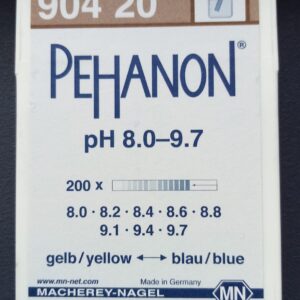 904 20
PEHANON®
pH 8.0–9.7
200 x
8.0 · 8.2 · 8.4 · 8.6 · 8.8
9.1 · 9.4 · 9.7
gelb/yellow ←→ blau/blue
www.mn-net.com Made in Germany
MACHEREY-NAGEL MN